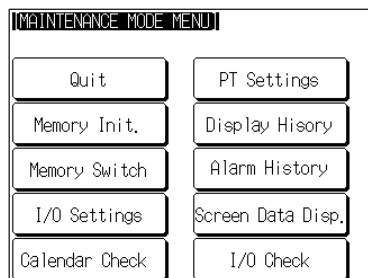 [MAINTENANCE MODE MENU]
Quit
PT Settings
Memory Init.
Display Hisory
Memory Switch
Alarm History
I/O Settings
Screen Data Disp.
Calendar Check
I/O Check